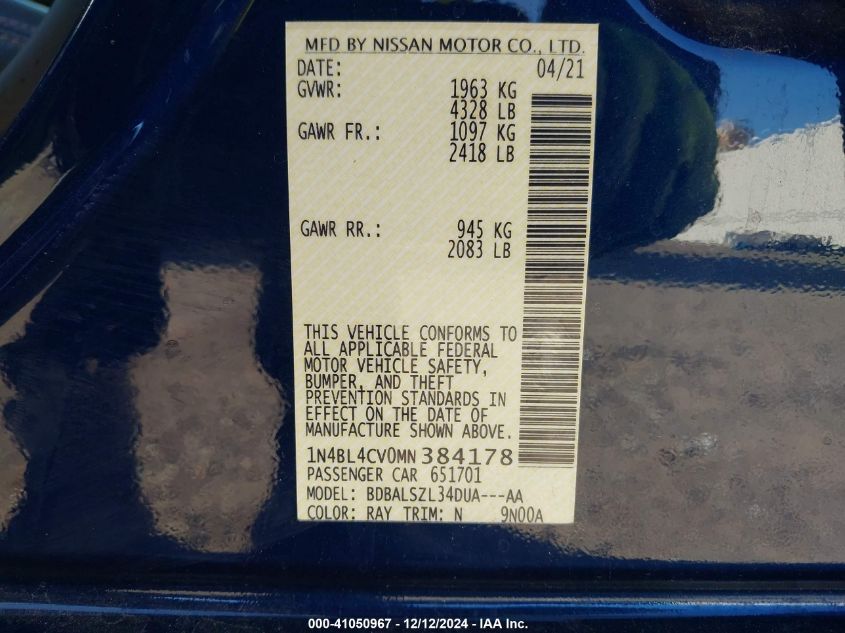 MFD BY NISSAN MOTOR CO., LTD.
DATE: 04/21
GVWR: 1963 KG
4328 LB
GAWR FR.: 1097 KG
2418 LB
GAWR RR.: 945 KG
2083 LB
THIS VEHICLE CONFORMS TO
ALL APPLICABLE FEDERAL
MOTOR VEHICLE SAFETY,
BUMPER, AND THEFT
PREVENTION STANDARDS IN
EFFECT ON THE DATE OF
MANUFACTURE SHOWN ABOVE.
1N4BL4CV0MN384178
PASSENGER CAR 651701
MODEL: BDBALSZL34DUA---AA
COLOR: RAY TRIM: N 9N00A
000-41050967 - 12/12/2024 - IAA Inc.